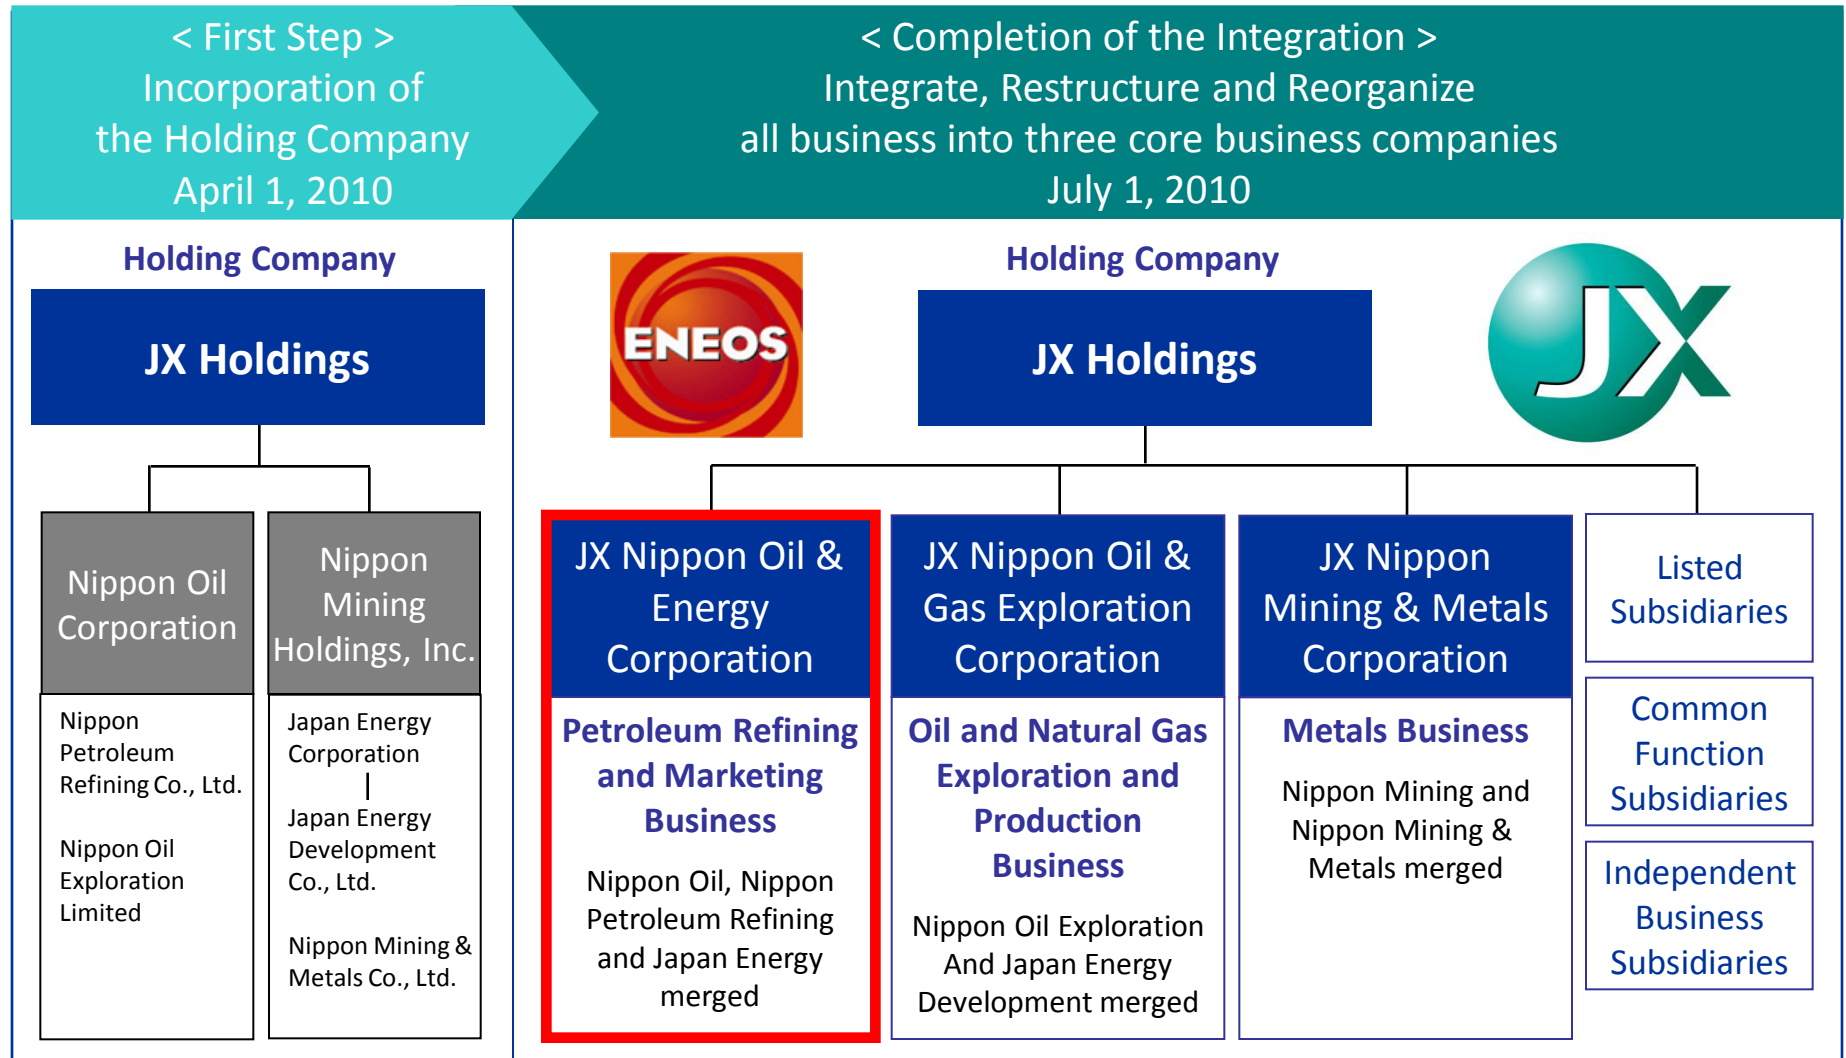 < First Step >
Incorporation of
the Holding Company
April 1, 2010
< Completion of the Integration >
Integrate, Restructure and Reorganize
all business into three core business companies
July 1, 2010
Holding Company
JX Holdings
Nippon Oil
Corporation
Nippon
Petroleum
Refining Co., Ltd.
Nippon Oil
Exploration
Limited
Nippon
Mining
Holdings, Inc.
Japan Energy
Corporation
Japan Energy
Development
Co., Ltd.
Nippon Mining &
Metals Co., Ltd.
ENEOS
Holding Company
JX Holdings
JX
JX Nippon Oil &
Energy
Corporation
Petroleum Refining
and Marketing
Business
Nippon Oil, Nippon
Petroleum Refining
and Japan Energy
merged
JX Nippon Oil &
Gas Exploration
Corporation
Oil and Natural Gas
Exploration and
Production
Business
Nippon Oil Exploration
And Japan Energy
Development merged
JX Nippon
Mining & Metals
Corporation
Metals Business
Nippon Mining and
Nippon Mining &
Metals merged
Listed
Subsidiaries
Common
Function
Subsidiaries
Independent
Business
Subsidiaries